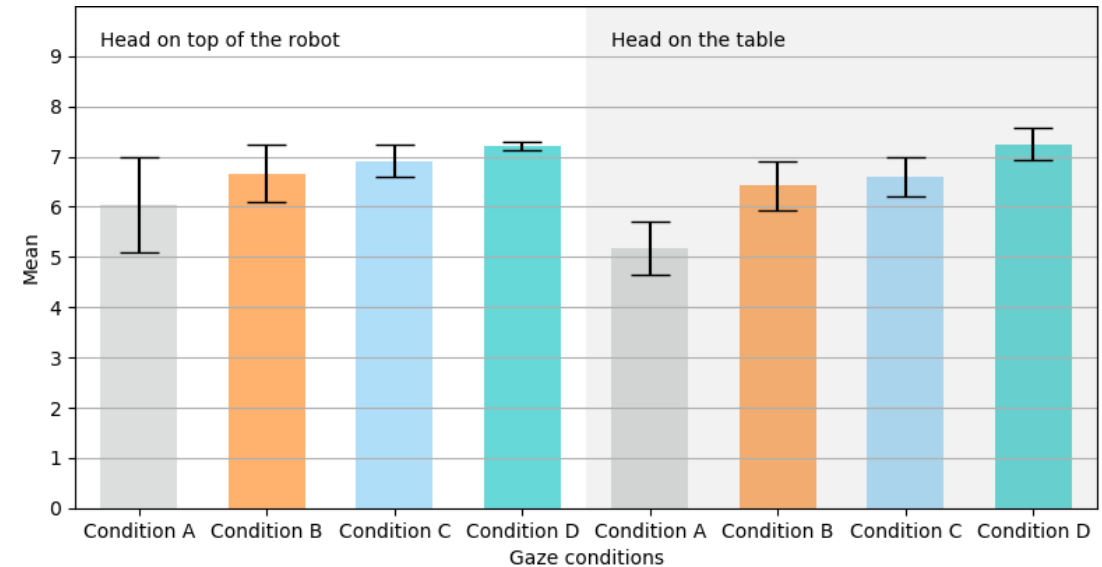 Head on top of the robot
Head on the table
9
8
7
6
5
4
3
2
1
0
Mean
Condition A Condition B Condition C Condition D Condition A Condition B Condition C Condition D
Gaze conditions